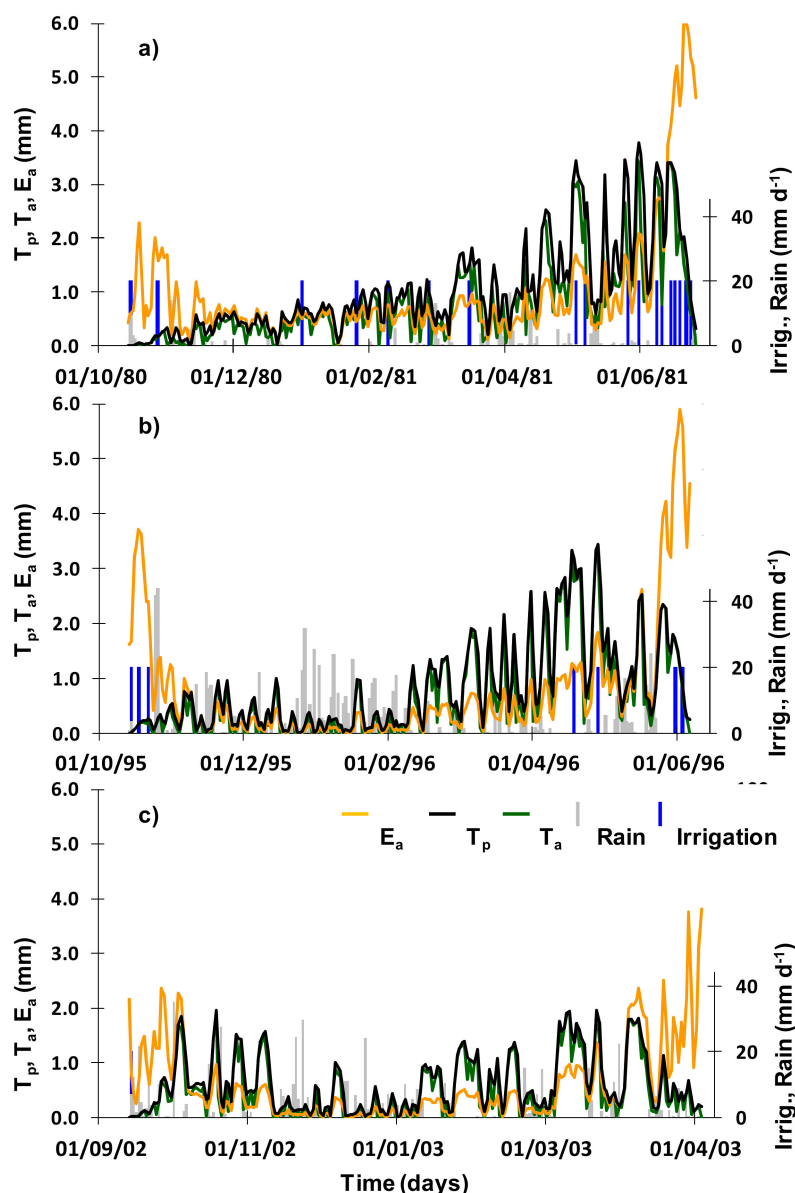 a)
6.0
5.0
4.0
3.0
2.0
1.0
0.0
Tp, Ta, Ea (mm)
40
20
0
Irrig., Rain (mm d-1)
01/10/80 01/12/80 01/02/81 01/04/81 01/06/81
b)
6.0
5.0
4.0
3.0
2.0
1.0
0.0
Tp, Ta, Ea (mm)
40
20
0
Irrig., Rain (mm d-1)
01/10/95 01/12/95 01/02/96 01/04/96 01/06/96
c)
6.0
5.0
4.0
3.0
2.0
1.0
0.0
Tp, Ta, Ea (mm)
Ea Tp Ta Rain Irrigation
40
20
0
Irrig., Rain (mm d-1)
01/09/02 01/11/02 01/01/03 01/03/03 01/04/03
Time (days)